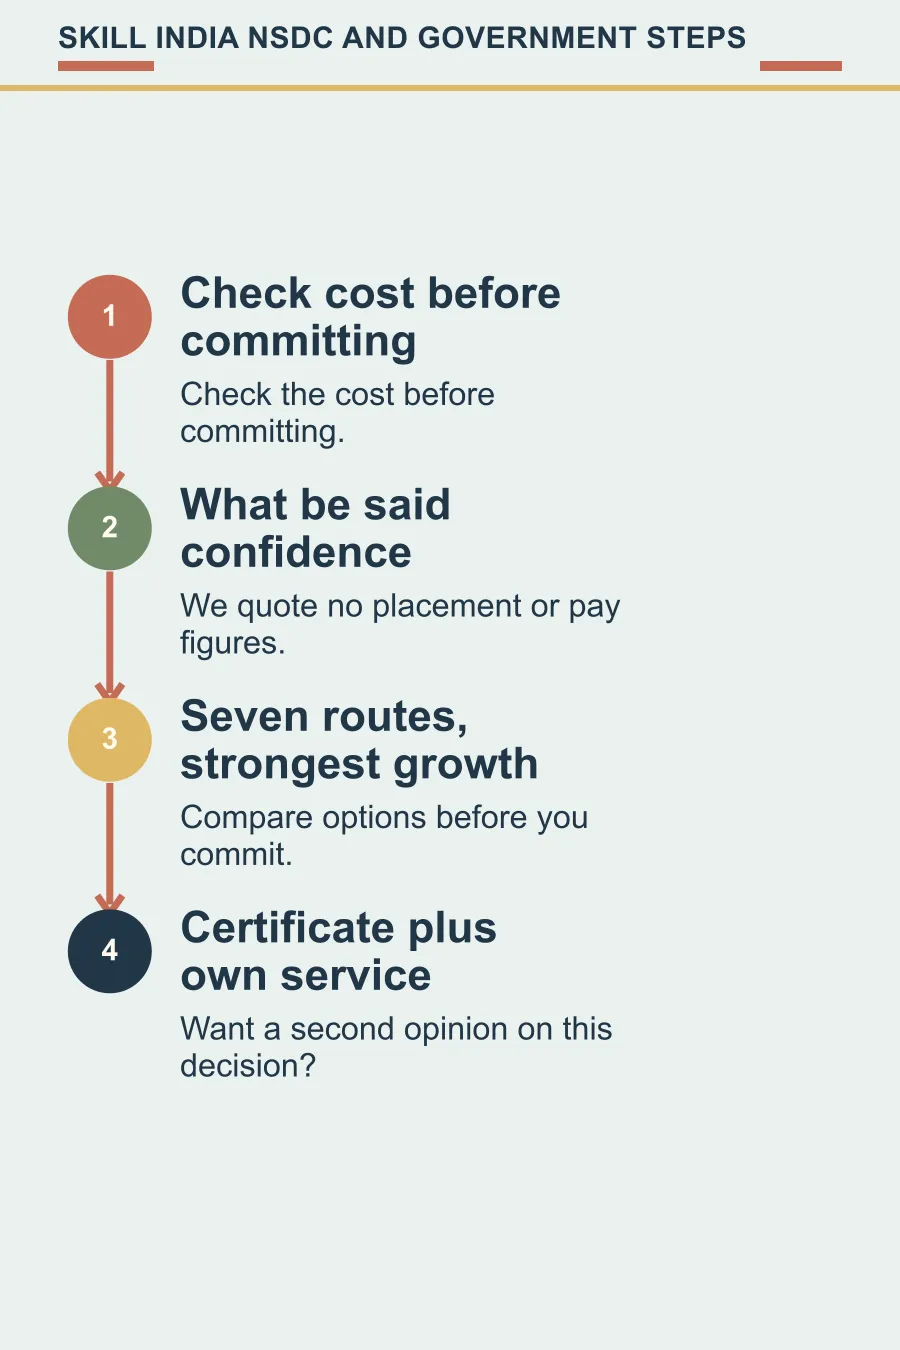 SKILL INDIA NSDC AND GOVERNMENT STEPS
1
Check cost before
committing
Check the cost before
committing.
2
What be said
confidence
We quote no placement or pay
figures.
3
Seven routes,
strongest growth
Compare options before you
commit.
4
Certificate plus
own service
Want a second opinion on this
decision?